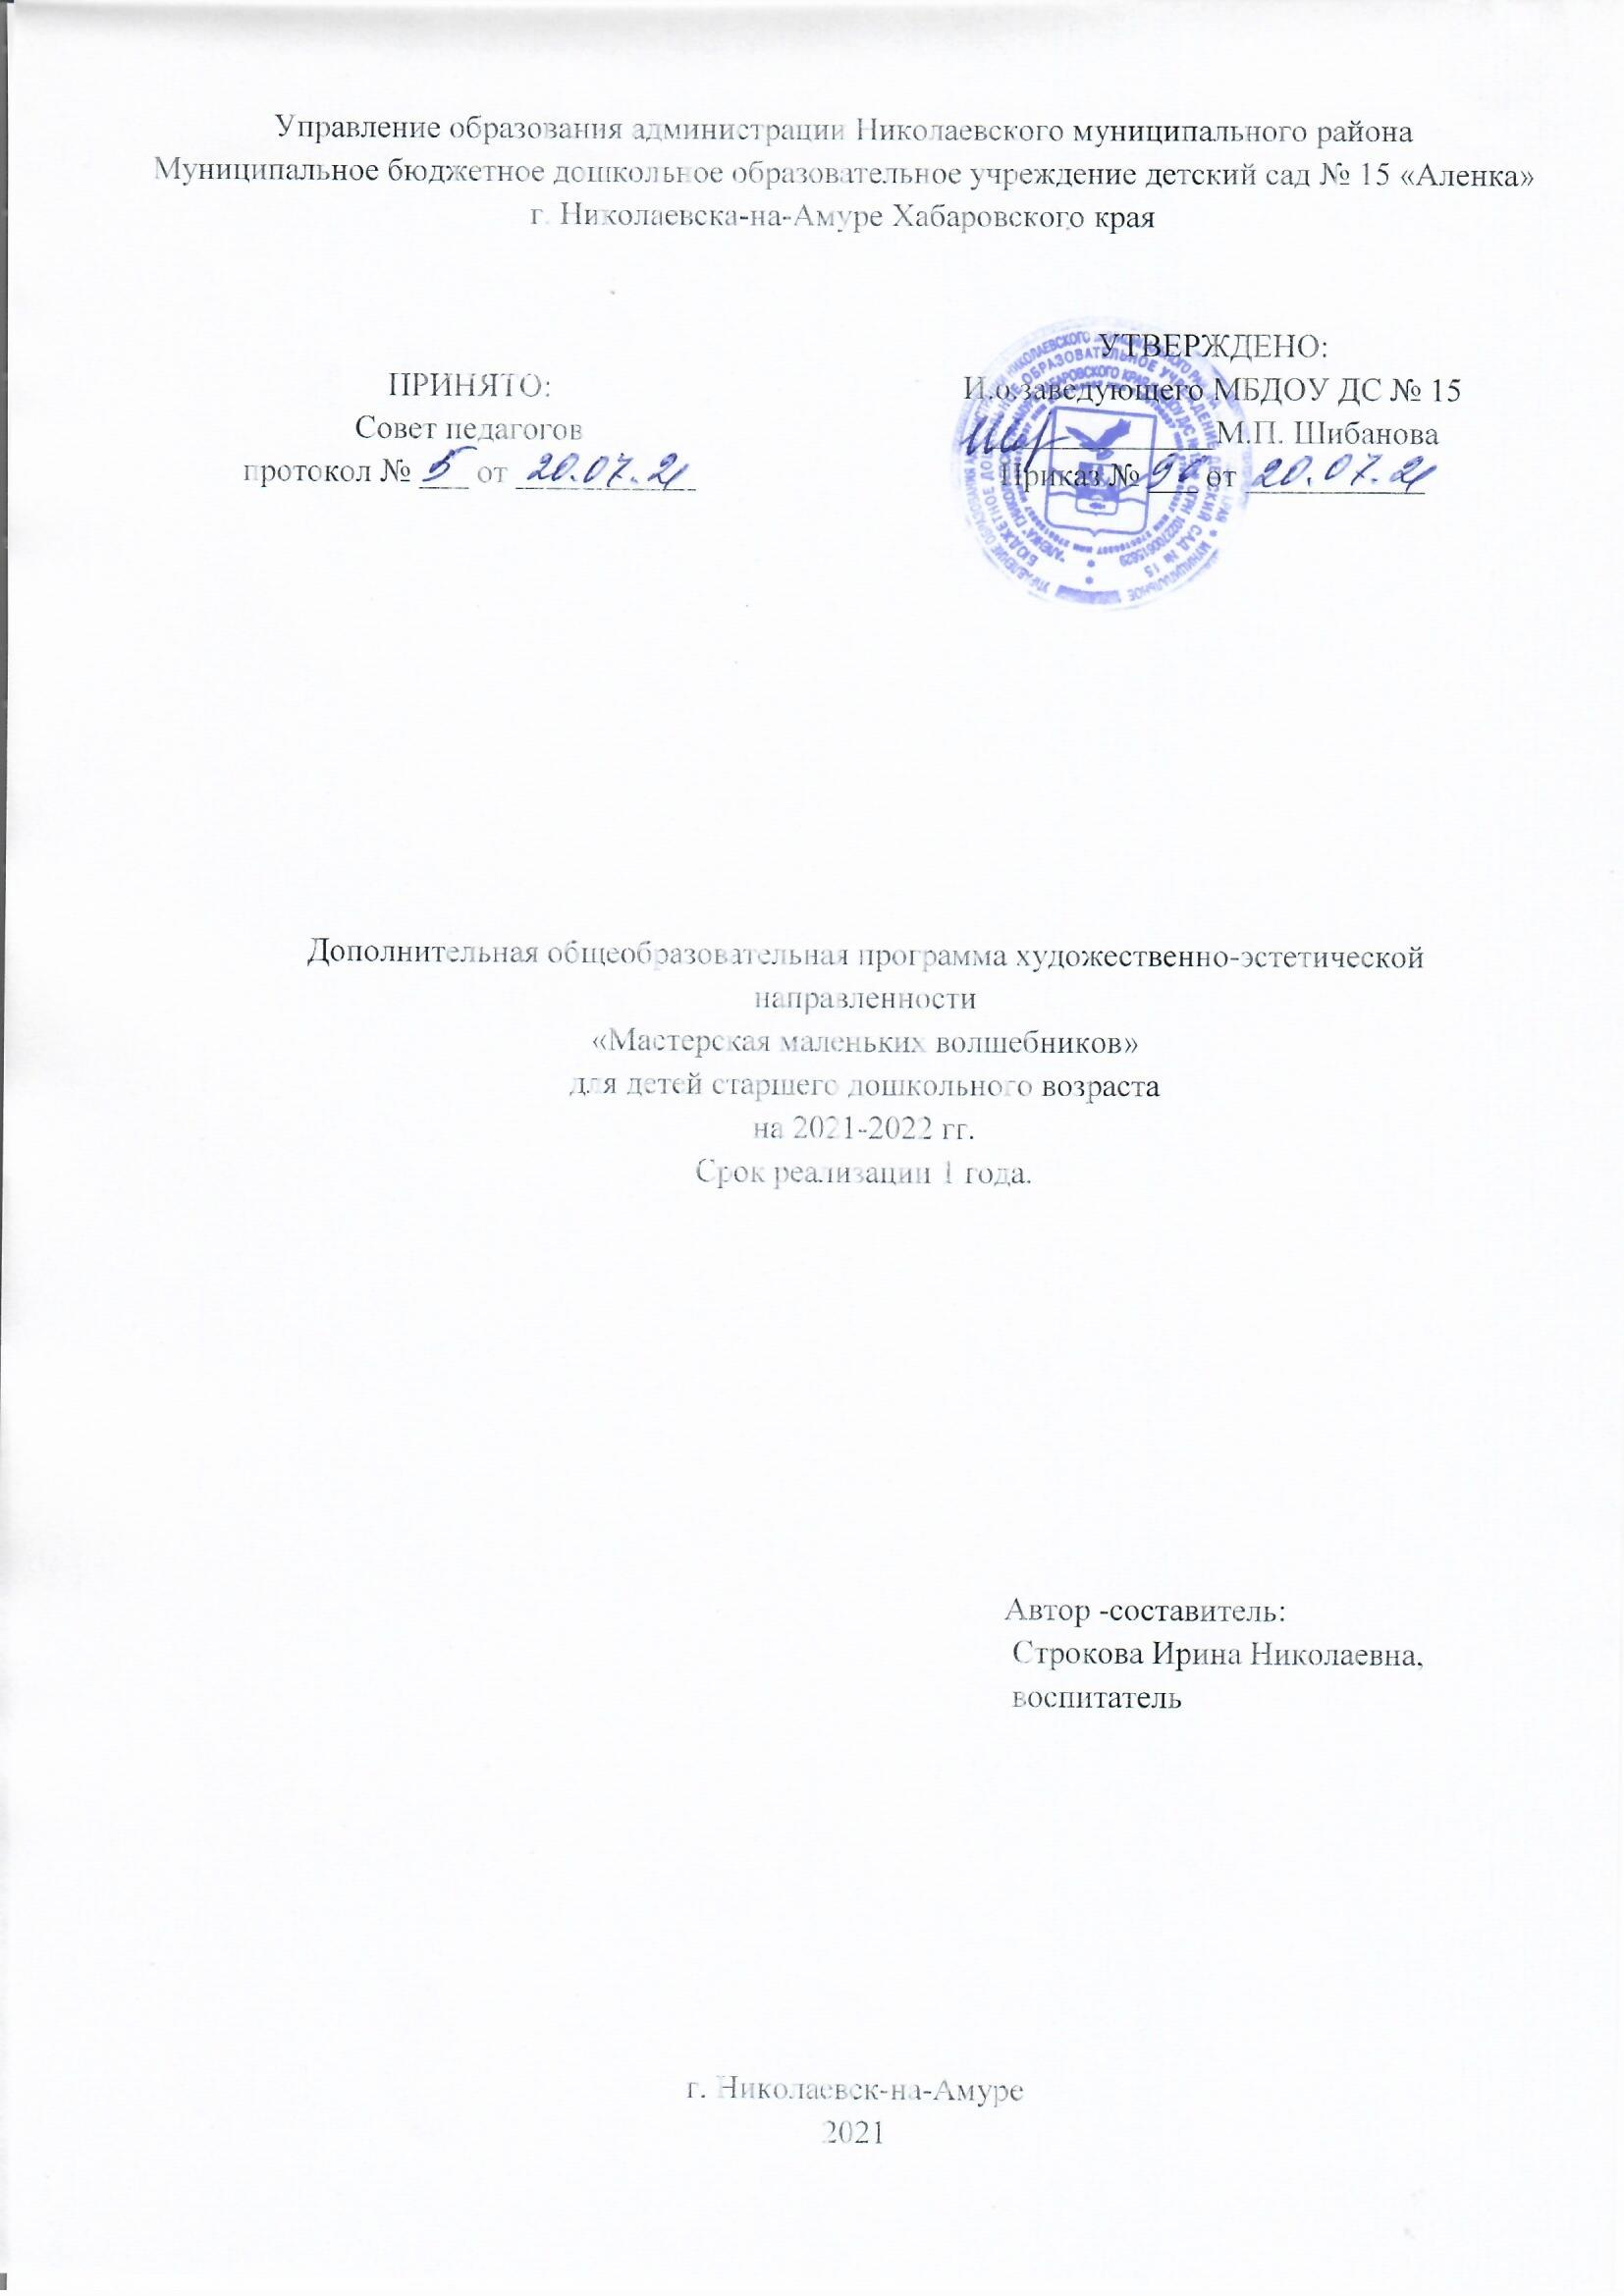 Управление образования администрации Николаевского муниципального района
Муниципальное бюджетное дошкольное образовательное учреждение детский сад № 15 «Аленка»
г. Николаевска-на-Амуре Хабаровского края
ПРИНЯТО:
Совет педагогов
протокол № 5 от 20.07.21
УТВЕРЖДЕНО:
И.о.заведующего МБДОУ ДС № 15
М.П. Шибанова
Приказ № от 20.07.21
Дополнительная общеобразовательная программа художественно-эстетической
направленности
«Мастерская маленьких волшебников»
для детей старшего дошкольного возраста
на 2021-2022 гг.
Срок реализации 1 года.
Автор -составитель:
Строкова Ирина Николаевна,
воспитатель
г. Николаевск-на-Амуре
2021